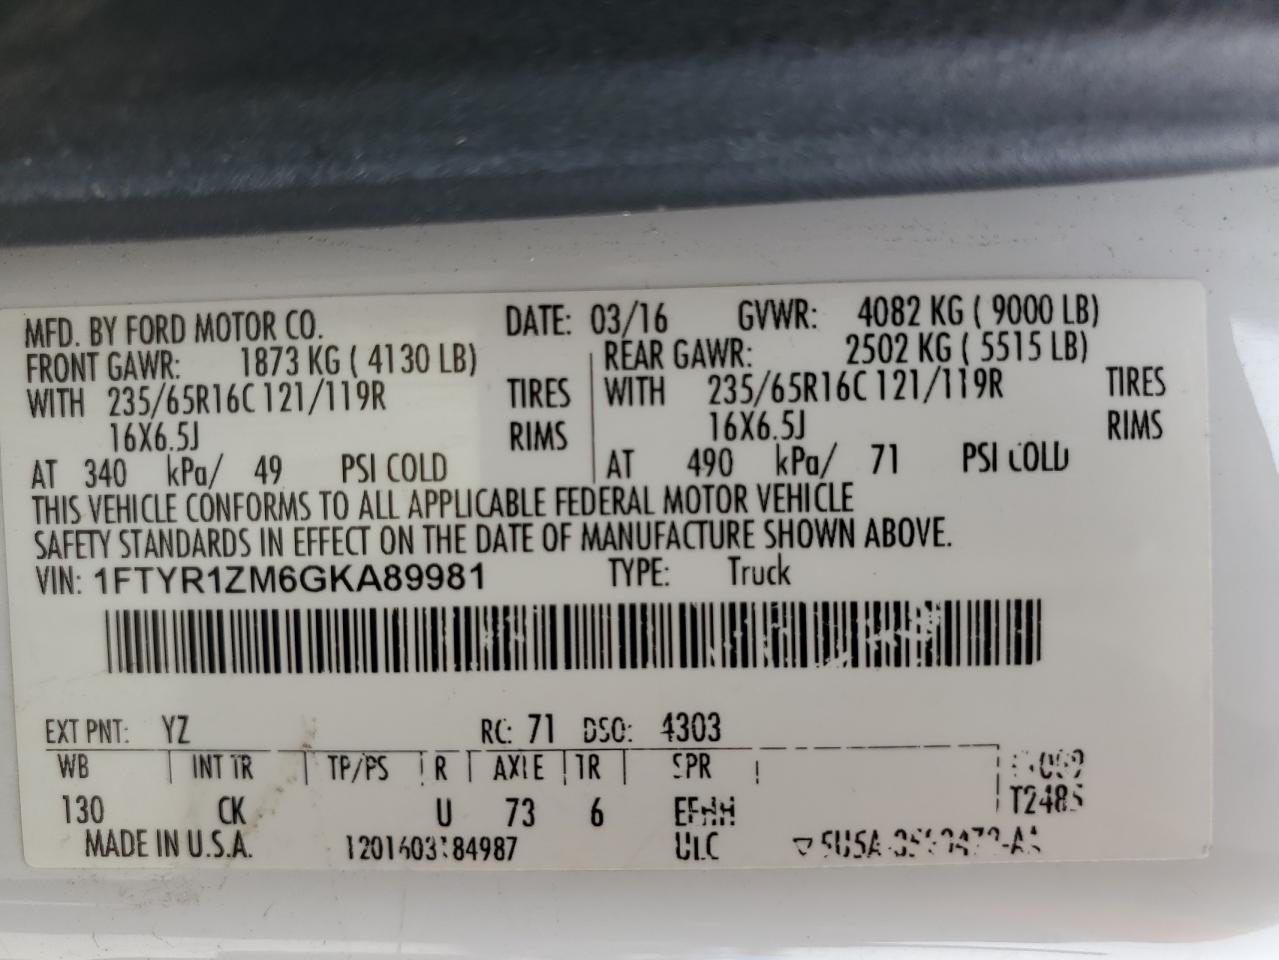 MFD. BY FORD MOTOR CO. DATE: 03/16 GVWR: 4082 KG ( 9000 LB)
FRONT GAWR: 1873 KG ( 4130 LB) REAR GAWR: 2502 KG ( 5515 LB)
WITH 235/65R16C 121/119R TIRES WITH 235/65R16C 121/119R TIRES
16X6.5J RIMS 16X6.5J RIMS
AT 340 kPa/ 49 PSI COLD AT 490 kPa/ 71 PSI COLD
THIS VEHICLE CONFORMS TO ALL APPLICABLE FEDERAL MOTOR VEHICLE
SAFETY STANDARDS IN EFFECT ON THE DATE OF MANUFACTURE SHOWN ABOVE.
VIN: 1FTYR1ZM6GKA89981 TYPE: Truck
EXT PNT: YZ RC: 71 DSO: 4303
WB INT TR TP/PS R AXLE TR SPR
130 CK U 73 6 T2485
MADE IN U.S.A. ULC